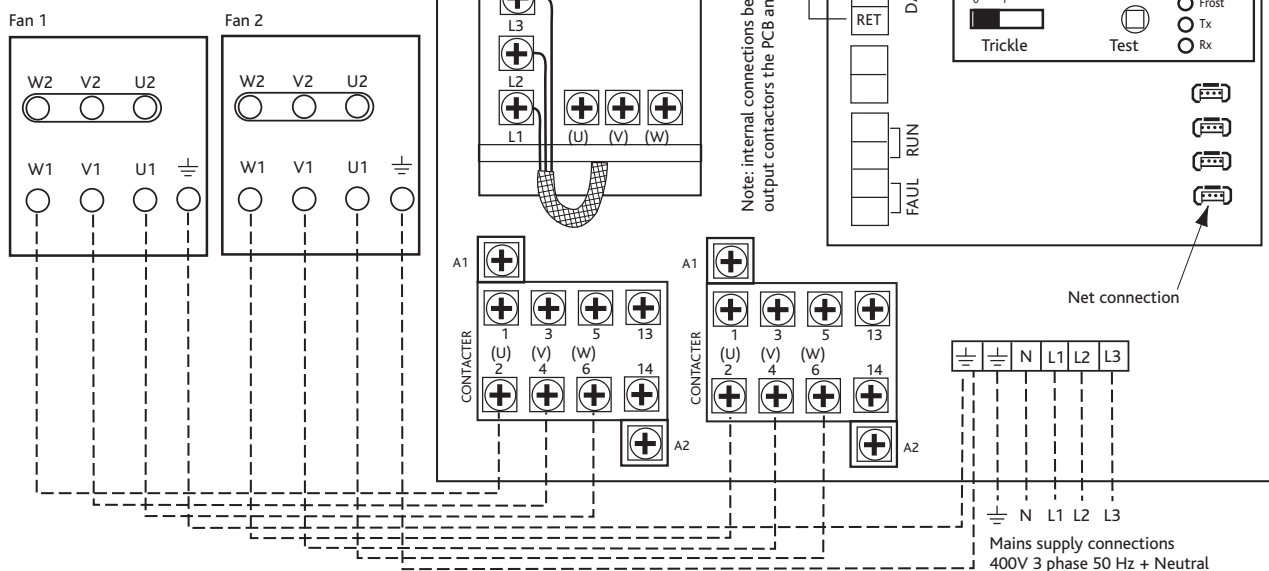 Fan 1
Fan 2
W2 V2 U2
W1 V1 U1
W2 V2 U2
W1 V1 U1
L3
L2
L1
(U) (V) (W)
Note: internal connections
output contactors the PCB
RET
RUN
FAUL
Trickle
Test
Frost
Tx
Rx
Net connection
A1
CONTACTER
1 3 5 13
(U) (V) (W)
2 4 6 14
A2
A1
CONTACTER
1 3 5 13
(U) (V) (W)
2 4 6 14
A2
N L1 L2 L3
N L1 L2 L3
Mains supply connections
400V 3 phase 50 Hz + Neutral